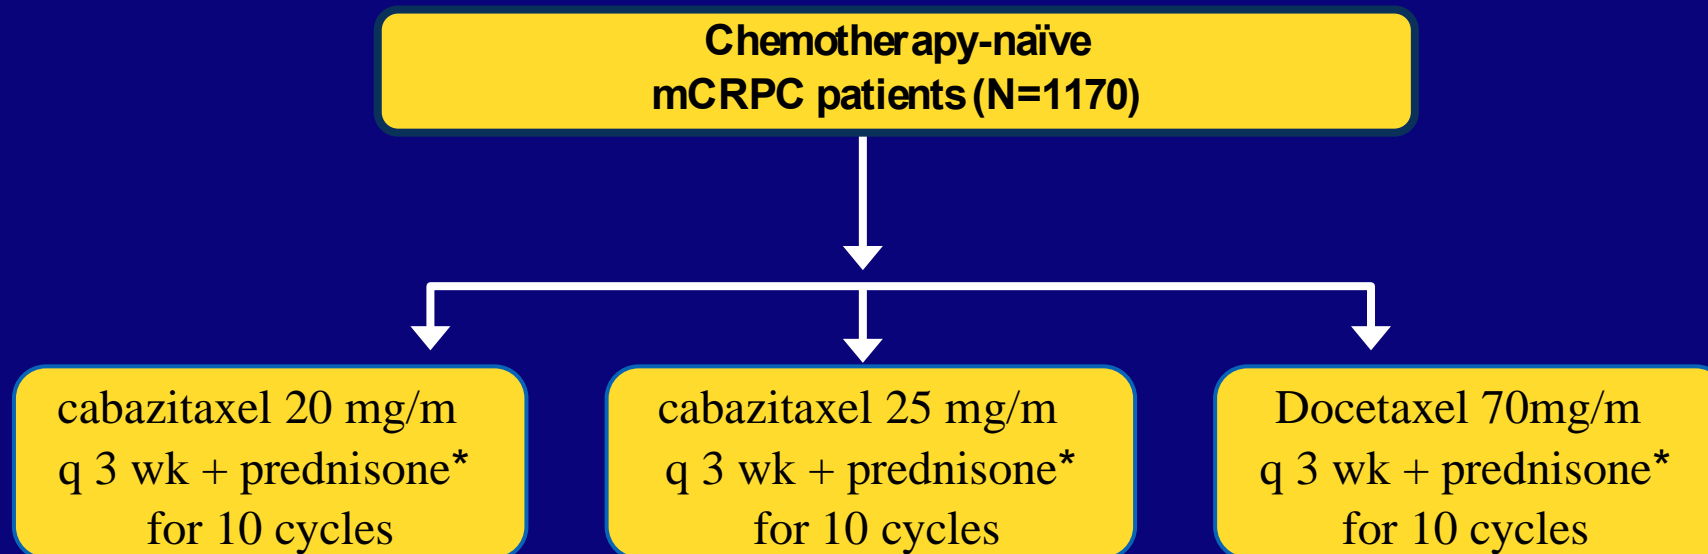 Chemotherapy-naïve
mCRPC patients (N=1170)
cabazitaxel 20 mg/m
q 3 wk + prednisone*
for 10 cycles
cabazitaxel 25 mg/m
q 3 wk + prednisone*
for 10 cycles
Docetaxel 70mg/m
q 3 wk + prednisone*
for 10 cycles